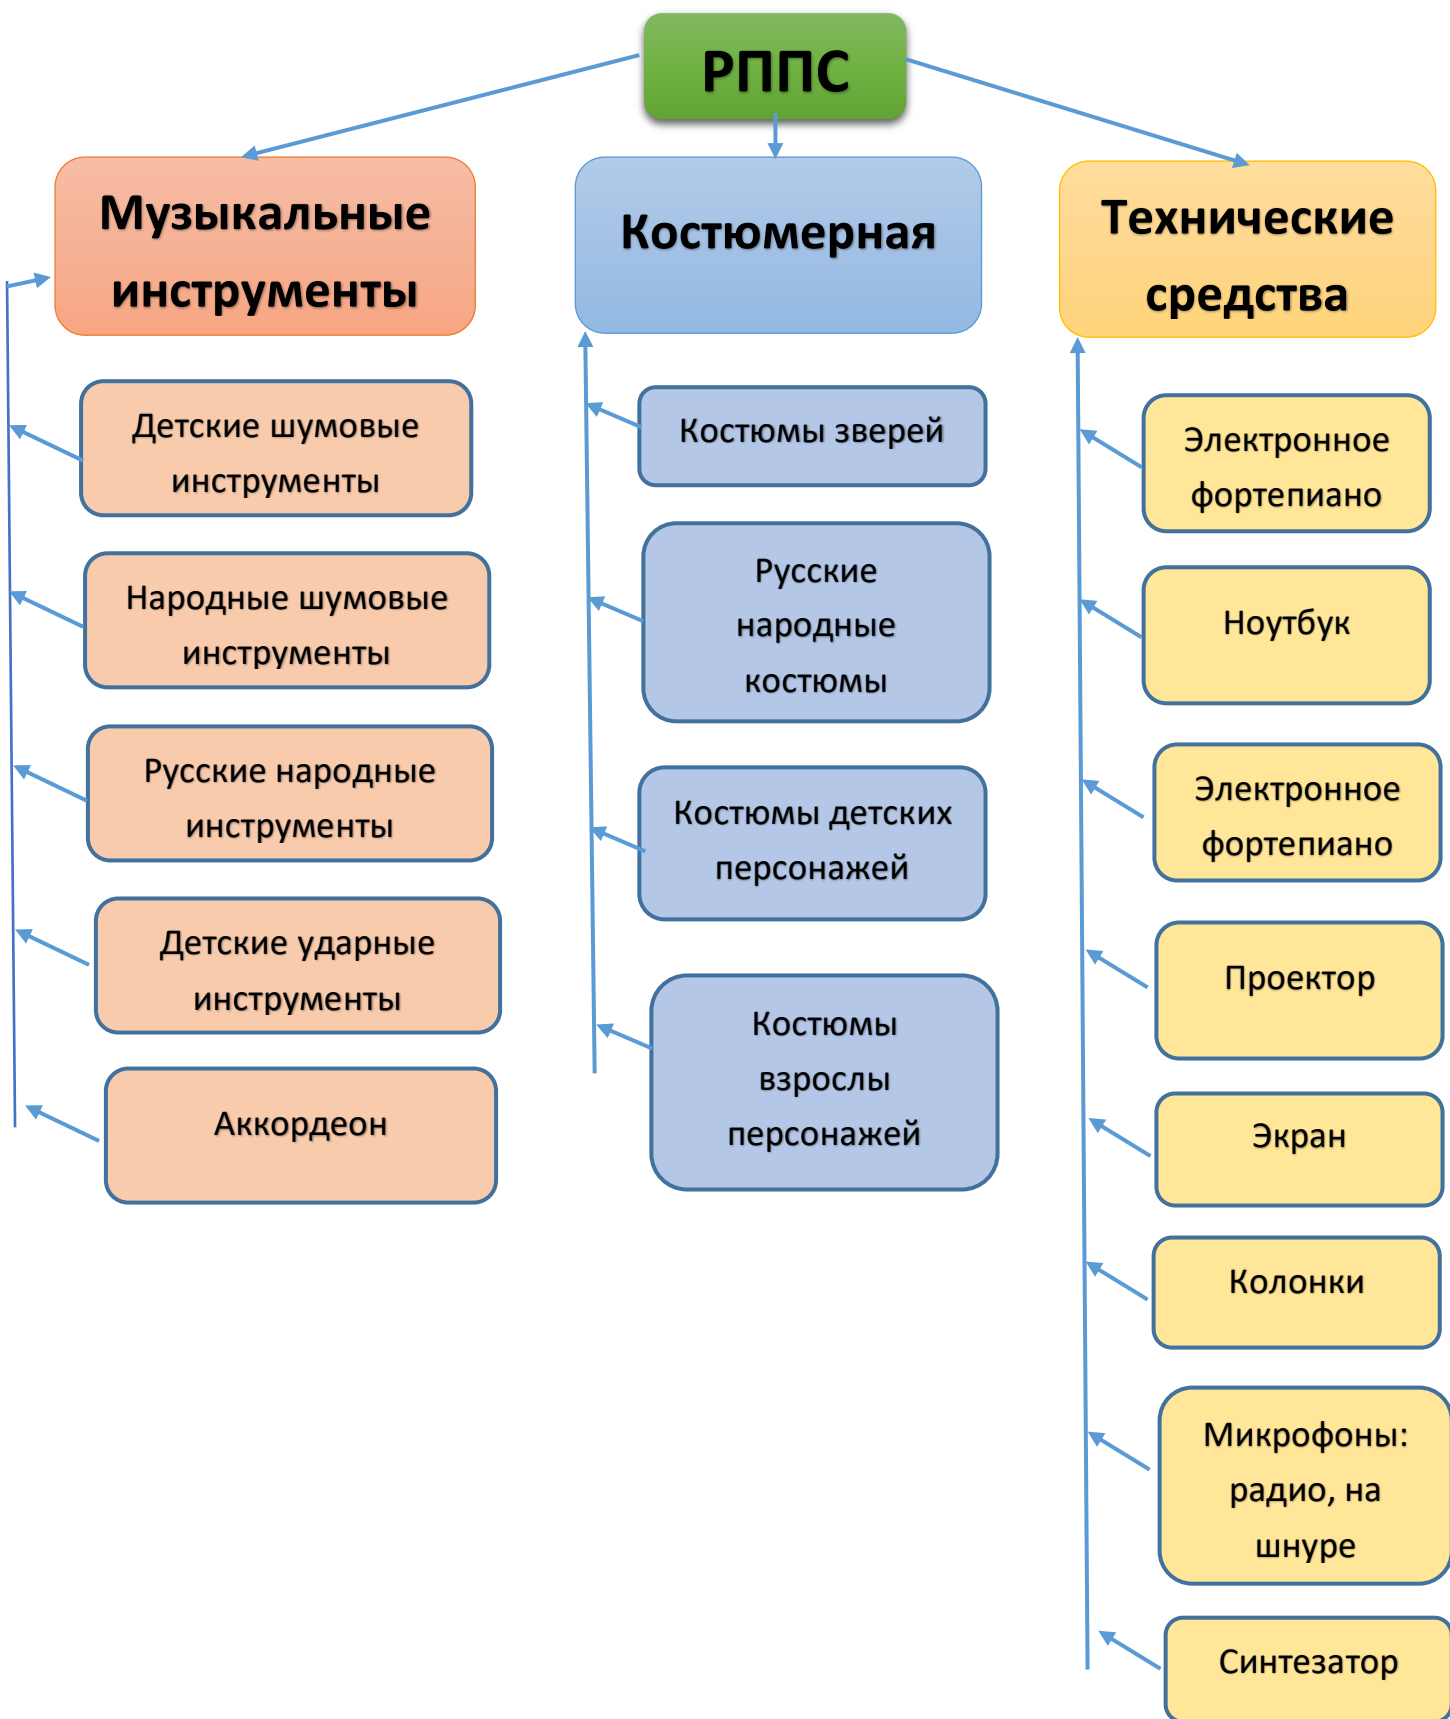 РППС
Музыкальные
инструменты
Детские шумовые
инструменты
Народные шумовые
инструменты
Русские народные
инструменты
Детские ударные
инструменты
Аккордеон
Костюмерная
Костюмы зверей
Русские
народные
костюмы
Костюмы детских
персонажей
Костюмы
взрослы
персонажей
Технические
средства
Электронное
фортепиано
Ноутбук
Электронное
фортепиано
Проектор
Экран
Колонки
Микрофоны:
радио, на
шнуре
Синтезатор